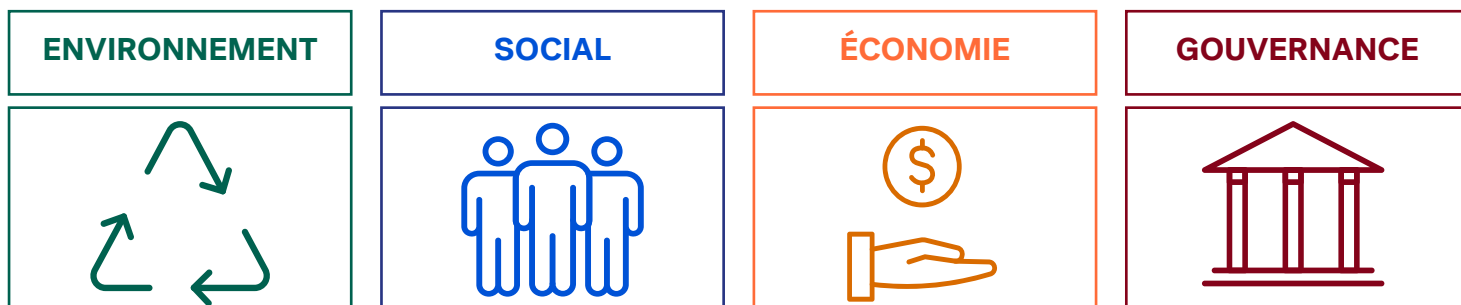 ENVIRONNEMENT
SOCIAL
ÉCONOMIE
GOUVERNANCE
$